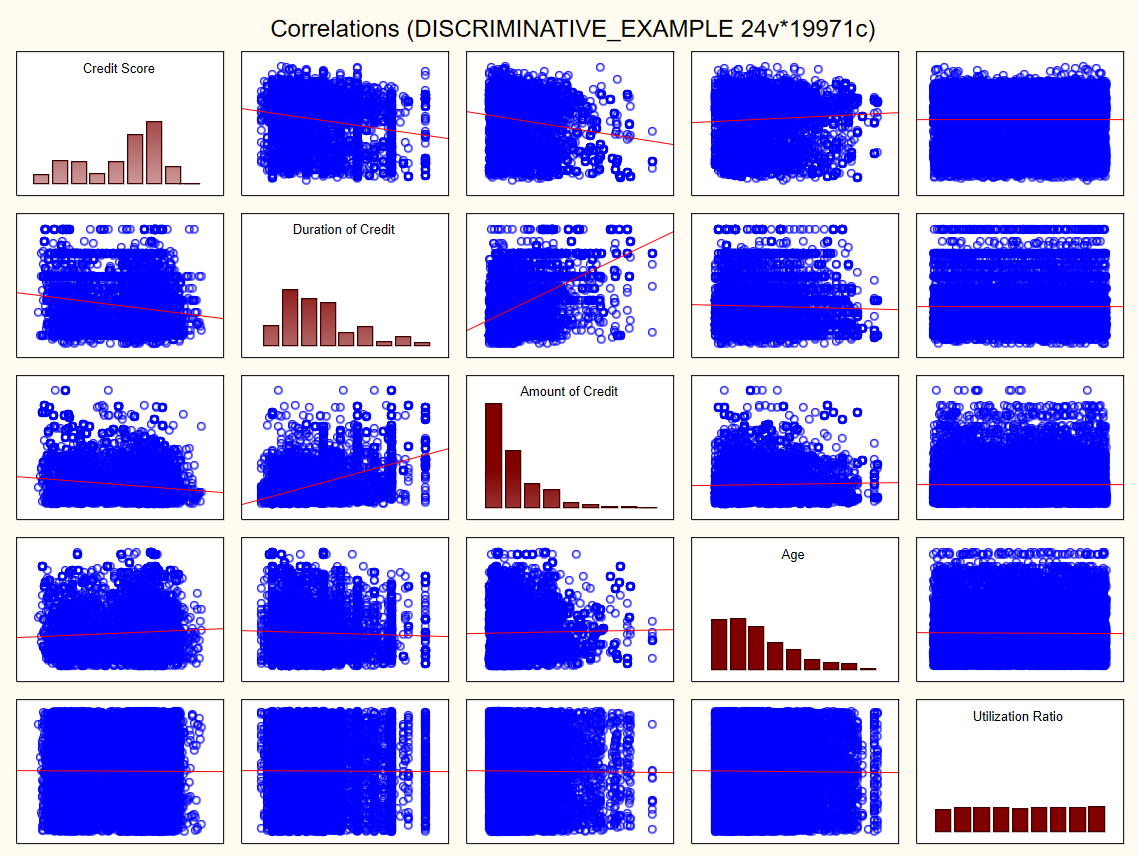 Correlations (DISCRIMINATIVE_EXAMPLE 24v*19971c)
Credit Score
Duration of Credit
Amount of Credit
Age
Utilization Ratio